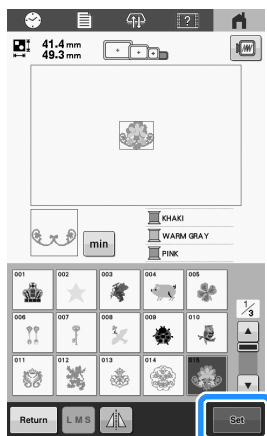 41.4 mm
49.3 mm
min
KHAKI
WARM GRAY
PINK
001 002 003 004 005
006 007 008 009 010
011 012 013 014 015
1/3
Return LMS Set